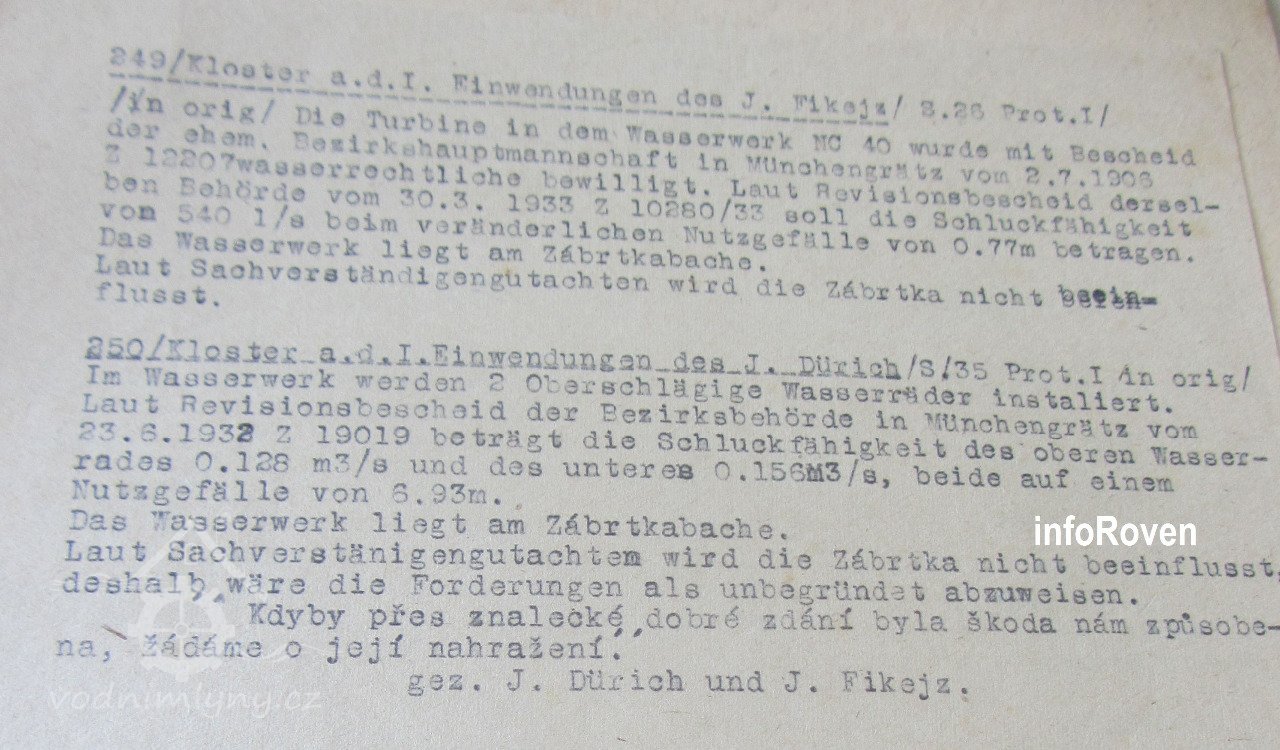 249/Kloster a.d.I. Einwendungen des J. Fikejz/ S.26 Prot.I/
/in orig/ Die Turbine in dem Wasserwerk MC 40 wurde mit Bescheid
der ehem. Bezirkshauptmannschaft in Münchengrätz vom 2.7.1906
Z 12207wasserrechtliche bewilligt. Laut Revisionsbescheid dersel-
ben Behörde vom 30.3. 1933 Z 10280/33 soll die Schluckfähigkeit
von 540 l/s beim veränderlichen Nutzgefälle von 0.77m betragen.
Das Wasserwerk liegt am Zábrtkabache.
Laut Sachverständigengutachten wird die Zábrtka nicht beein-
flusst.
250/Kloster a.d.I.Einwendungen des J. Dürich/S/35 Prot.I in orig/
Im Wasserwerk werden 2 Oberschlägige Wasserräder instaliert.
Laut Revisionsbescheid der Bezirksbehörde in Münchengrätz vom
23.6.1932 Z 19019 beträgt die Schluckfähigkeit des oberen Wasser-
rades 0.128 m3/s und des unteres 0.156M3/s, beide auf einem
Nutzgefälle von 6.93m.
Das Wasserwerk liegt am Zábrtkabache.
Laut Sachverstänigengutachtem wird die Zábrtka nicht beeinflusst,
deshalb wäre die Forderungen als unbegründet abzuweisen.
Kdyby přes znalecké dobré zdání byla škoda nám způsobe-
na, žádáme o její nahražení.
gez. J. Dürich und J. Fikejz.
infoRoven
vodnimlyny.cz